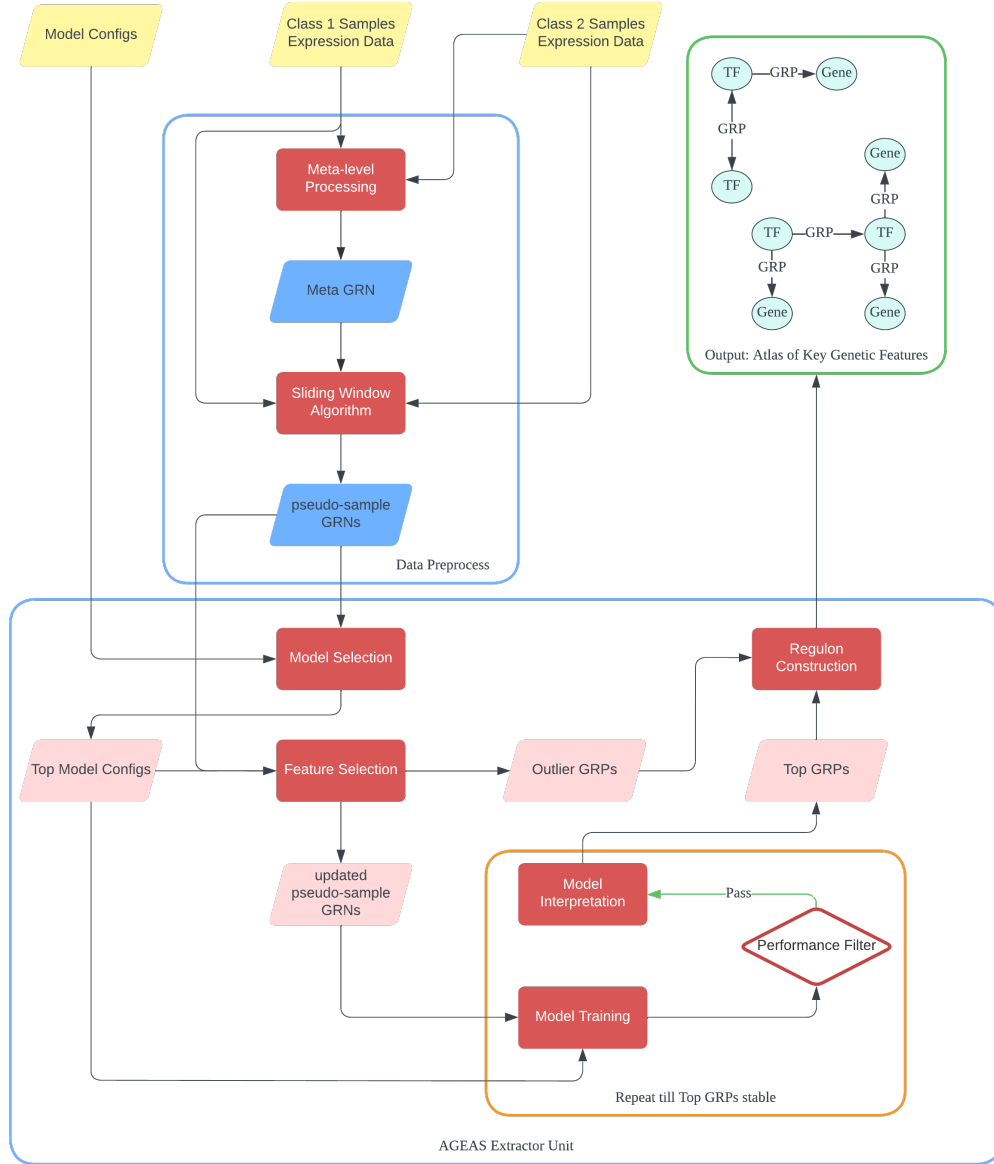 Model Configs
Class 1 Samples
Expression Data
Class 2 Samples
Expression Data
TF
GRP
Gene
GRP
TF
Gene
GRP
TF
GRP
TF
GRP
GRP
Gene
Gene
Output: Atlas of Key Genetic Features
Meta-level
Processing
Meta GRN
Sliding Window
Algorithm
pseudo-sample
GRNs
Data Preprocess
Model Selection
Regulon
Construction
Top Model Configs
Feature Selection
Outlier GRPs
Top GRPs
updated
pseudo-sample
GRNs
Model
Interpretation
Pass
Performance Filter
Model Training
Repeat till Top GRPs stable
AGEAS Extractor Unit